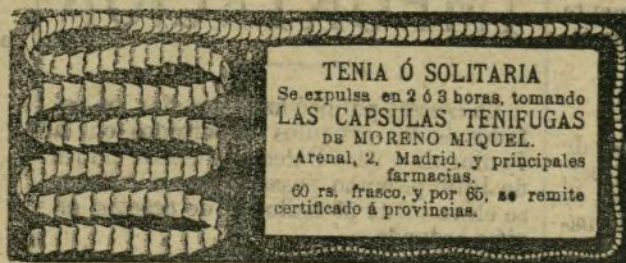 TENIA Ó SOLITARIA
Se expulsa en 2 ó 3 horas, tomando
LAS CAPSULAS TENIFUGAS
DE MORENO MIQUEL.
Arenal, 2, Madrid, y principales
farmacias.
60 rs. frasco, y por 65, se remite
certificado á provincias.